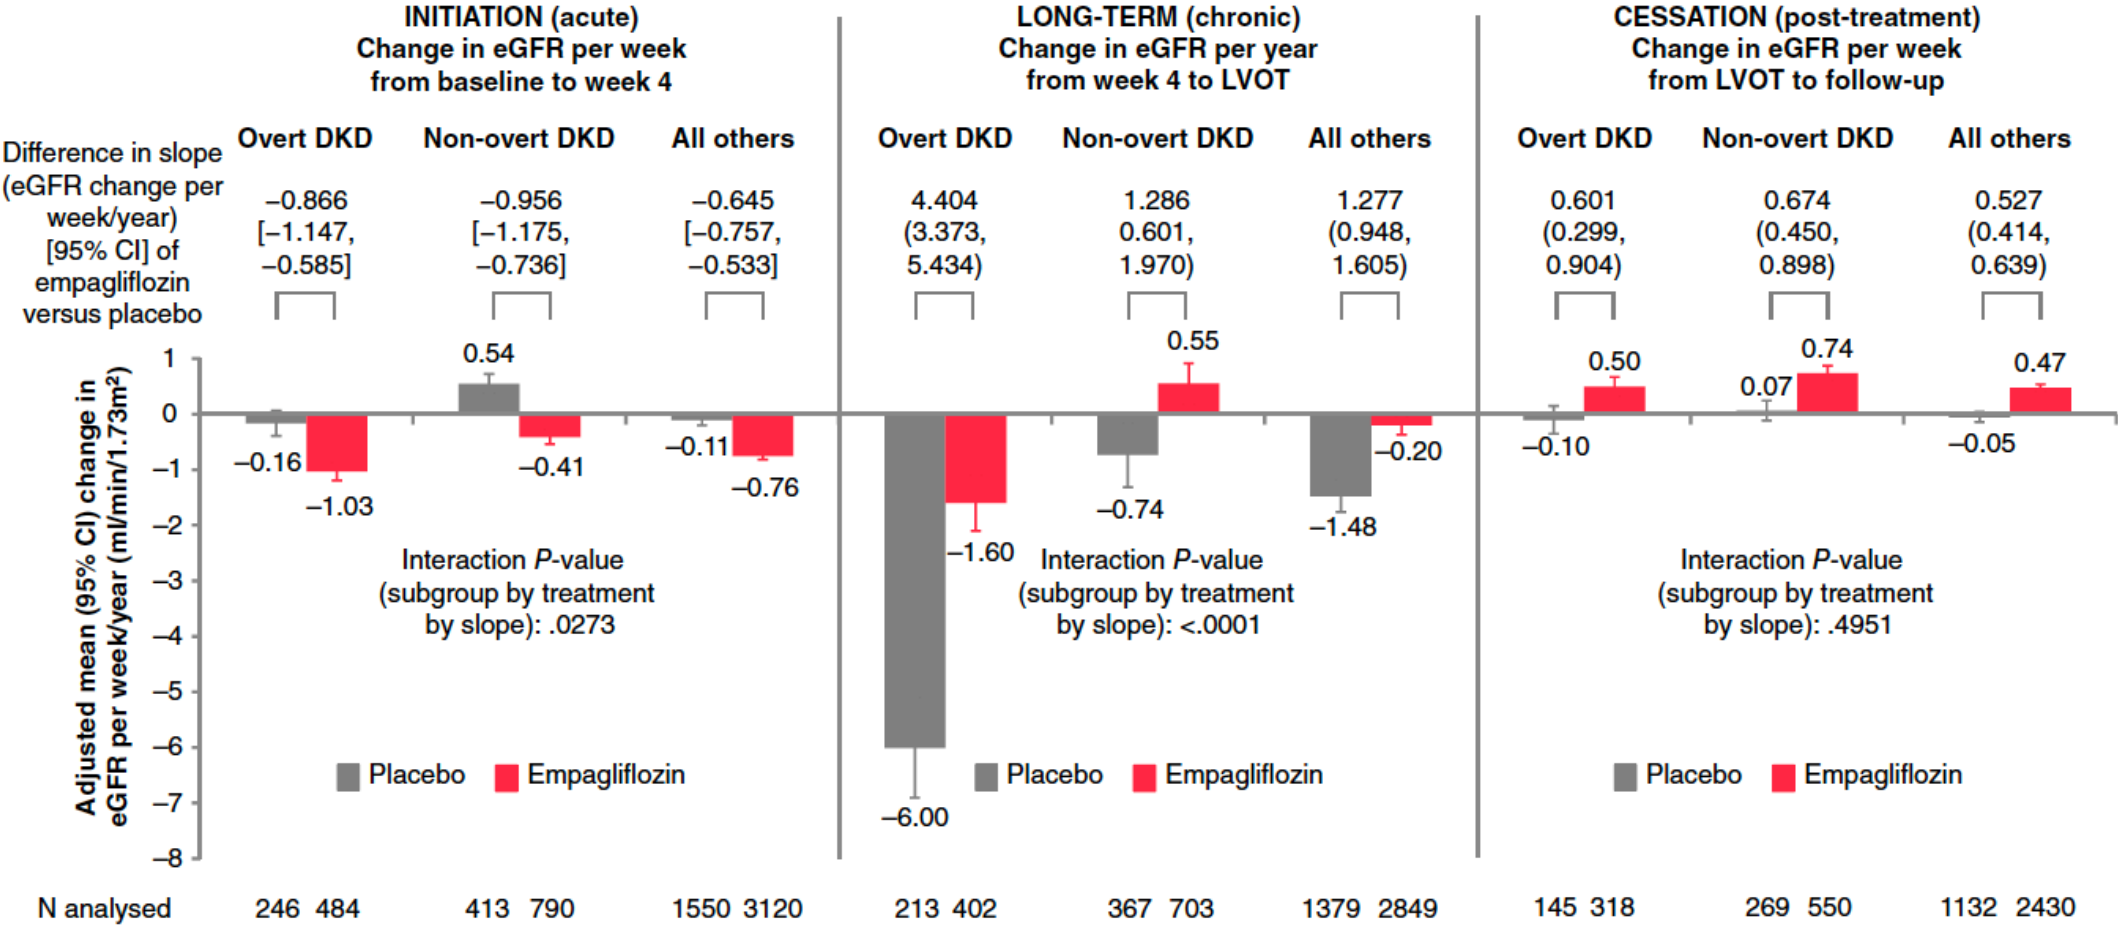 INITIATION (acute)
Change in eGFR per week
from baseline to week 4
LONG-TERM (chronic)
Change in eGFR per year
from week 4 to LVOT
CESSATION (post-treatment)
Change in eGFR per week
from LVOT to follow-up
Difference in slope
(eGFR change per
week/year)
[95% CI] of
empagliflozin
versus placebo
Overt DKD
–0.866
[–1.147,
–0.585]
Non-overt DKD
–0.956
[–1.175,
–0.736]
All others
–0.645
[–0.757,
–0.533]
Overt DKD
4.404
(3.373,
5.434)
Non-overt DKD
1.286
0.601,
1.970)
All others
1.277
(0.948,
1.605)
Overt DKD
0.601
(0.299,
0.904)
Non-overt DKD
0.674
(0.450,
0.898)
All others
0.527
(0.414,
0.639)
Adjusted mean (95% CI) change in
eGFR per week/year (ml/min/1.73m²)
1
0
–1
–2
–3
–4
–5
–6
–7
–8
–0.16
–1.03
0.54
–0.41
–0.11
–0.76
Interaction P-value
(subgroup by treatment
by slope): .0273
Placebo
Empagliflozin
–6.00
–1.60
–0.74
0.55
–1.48
–0.20
Interaction P-value
(subgroup by treatment
by slope): <.0001
Placebo
Empagliflozin
–0.10
0.50
0.07
0.74
–0.05
0.47
Interaction P-value
(subgroup by treatment
by slope): .4951
Placebo
Empagliflozin
N analysed 246 484 413 790 1550 3120 213 402 367 703 1379 2849 145 318 269 550 1132 2430